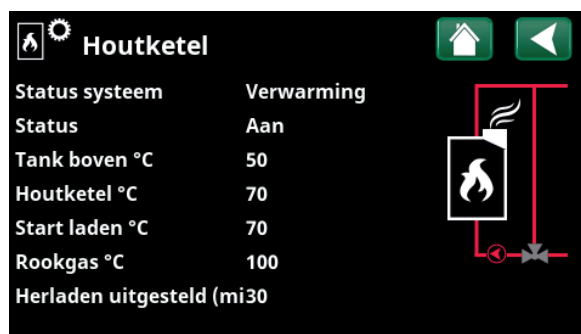 Houtketel
Status systeem Verwarming
Status Aan
Tank boven °C 50
Houtketel °C 70
Start laden °C 70
Rookgas °C 100
Herladen uitgesteld (mi30